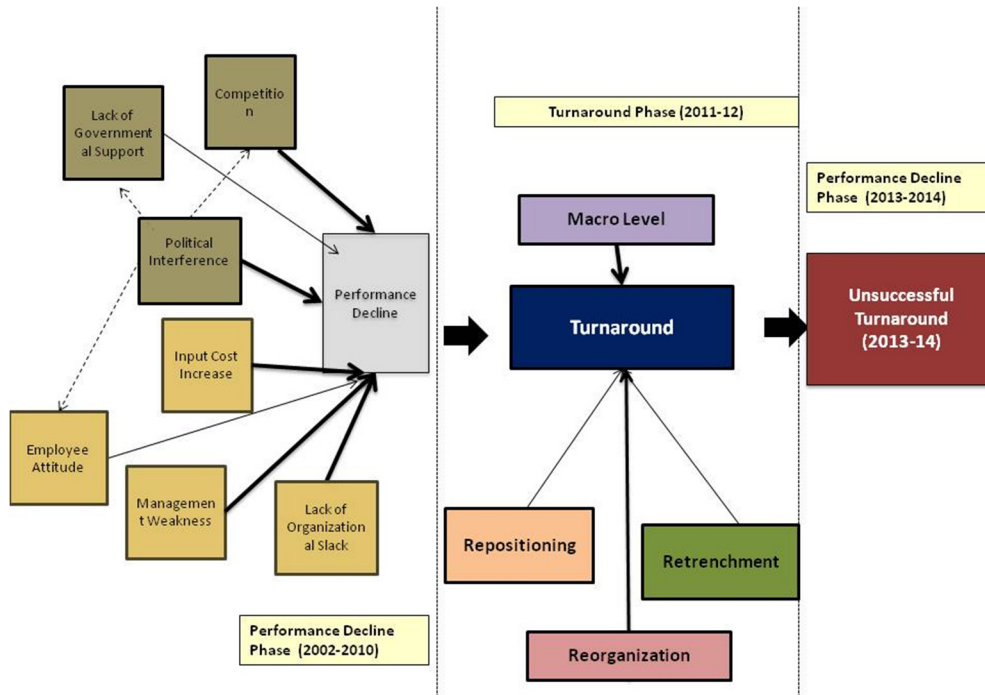 Competitio
n
Lack of
Government
al Support
Political
Interference
Performance
Decline
Input Cost
Increase
Employee
Attitude
Managemen
t Weakness
Lack of
Organization
al Slack
Performance Decline
Phase (2002-2010)
Turnaround Phase (2011-12)
Macro Level
Turnaround
Repositioning
Retrenchment
Reorganization
Performance Decline
Phase (2013-2014)
Unsuccessful
Turnaround
(2013-14)